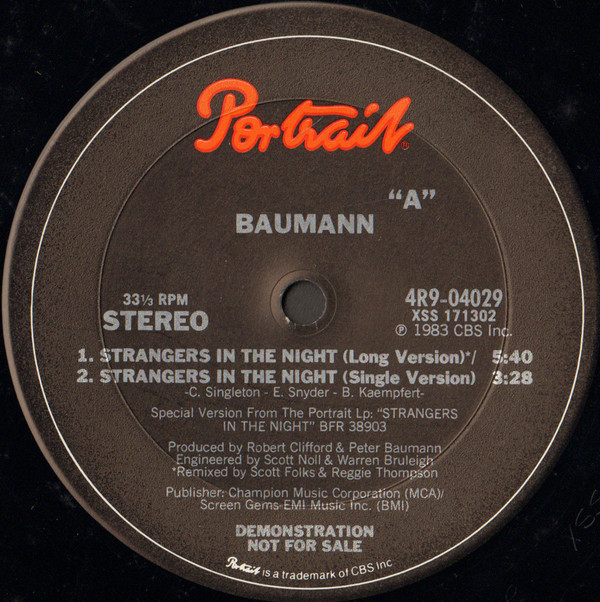 Portrait®
"A"
BAUMANN
33⅓ RPM
STEREO
4R9-04029
XSS 171302
℗ 1983 CBS Inc.
1. STRANGERS IN THE NIGHT (Long Version)*/ 5:40
2. STRANGERS IN THE NIGHT (Single Version) 3:28
-C. Singleton - E. Snyder - B. Kaempfert-
Special Version From The Portrait Lp: "STRANGERS
IN THE NIGHT" BFR 38903
Produced by Robert Clifford & Peter Baumann
Engineered by Scott Noll & Warren Bruleigh
*Remixed by Scott Folks & Reggie Thompson
Publisher: Champion Music Corporation (MCA)/
Screen Gems EMI Music Inc. (BMI)
DEMONSTRATION
NOT FOR SALE
Portrait is a trademark of CBS Inc